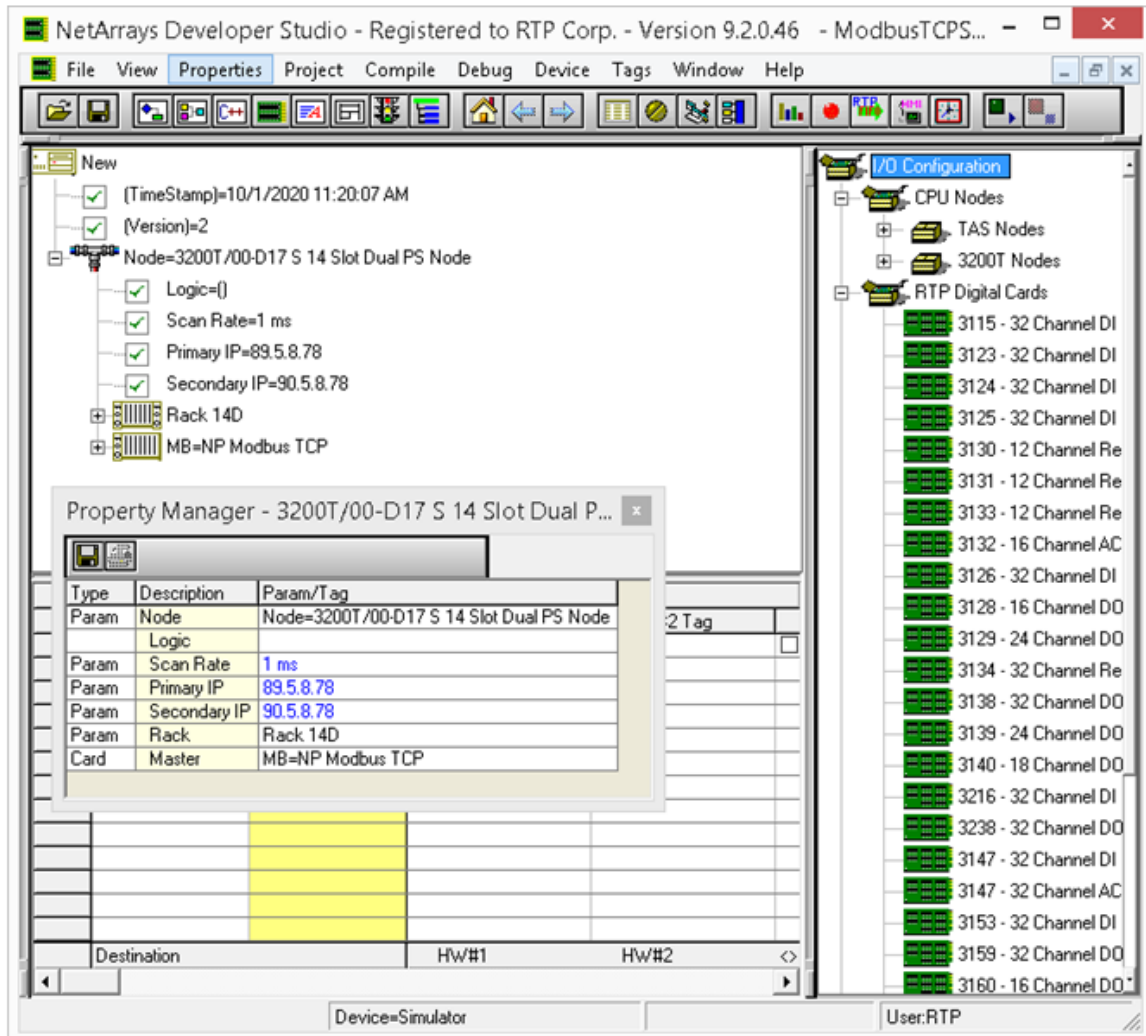 NetArrays Developer Studio - Registered to RTP Corp. - Version 9.2.0.46 - ModbusTCPS...
File View Properties Project Compile Debug Device Tags Window Help
C++
RTP
HMI
New
(TimeStamp)=10/1/2020 11:20:07 AM
(Version)=2
Node=3200T/00-D17 S 14 Slot Dual PS Node
Logic=()
Scan Rate=1 ms
Primary IP=89.5.8.78
Secondary IP=90.5.8.78
Rack 14D
MB=NP Modbus TCP
Property Manager - 3200T/00-D17 S 14 Slot Dual P...
Type Description Param/Tag
Param Node Node=3200T/00-D17 S 14 Slot Dual PS Node
Logic
Param Scan Rate 1 ms
Param Primary IP 89.5.8.78
Param Secondary IP 90.5.8.78
Param Rack Rack 14D
Card Master MB=NP Modbus TCP
2 Tag
Destination HW#1 HW#2 <>
I/O Configuration
CPU Nodes
TAS Nodes
3200T Nodes
RTP Digital Cards
3115 - 32 Channel DI
3123 - 32 Channel DI
3124 - 32 Channel DI
3125 - 32 Channel DI
3130 - 12 Channel Re
3131 - 12 Channel Re
3133 - 12 Channel Re
3132 - 16 Channel AC
3126 - 32 Channel DI
3128 - 16 Channel DO
3129 - 24 Channel DO
3134 - 32 Channel Re
3138 - 32 Channel DO
3139 - 24 Channel DO
3140 - 18 Channel DO
3216 - 32 Channel DI
3238 - 32 Channel DO
3147 - 32 Channel DI
3147 - 32 Channel AC
3153 - 32 Channel DI
3159 - 32 Channel DO
3160 - 16 Channel DO
Device=Simulator
User:RTP